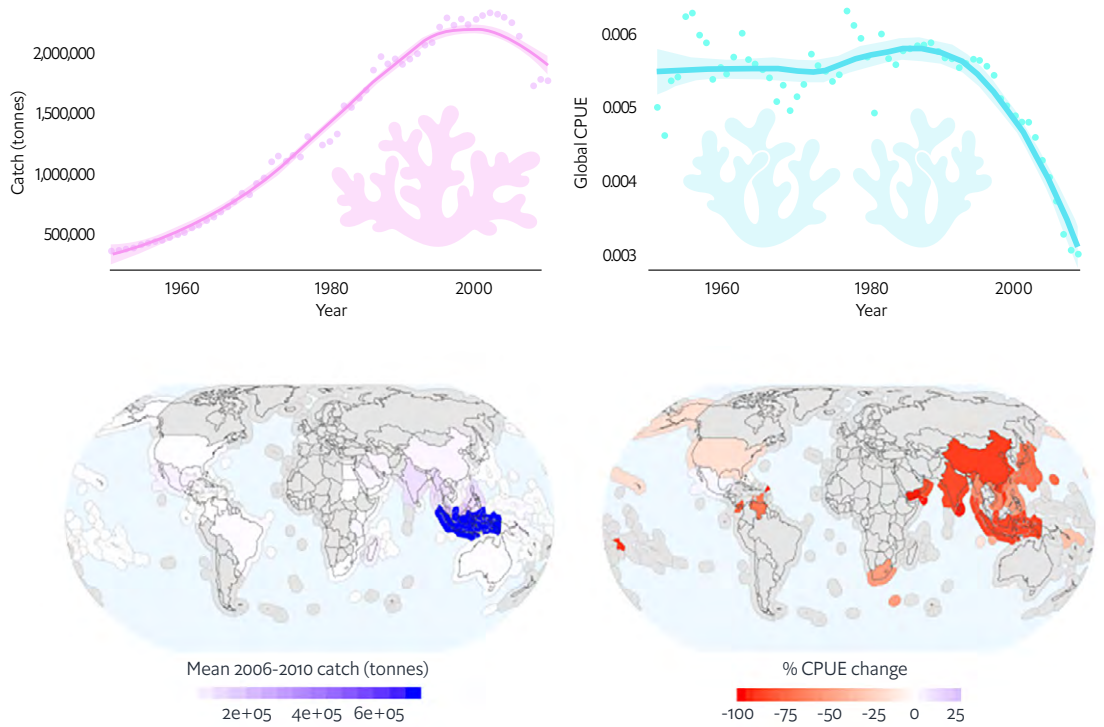 Catch (tonnes)
2,000,000
1,500,000
1,000,000
500,000
1960
1980
2000
Year
Global CPUE
0.006
0.005
0.004
0.003
1960
1980
2000
Year
Mean 2006-2010 catch (tonnes)
2e+05 4e+05 6e+05
% CPUE change
-100 -75 -50 -25 0 25